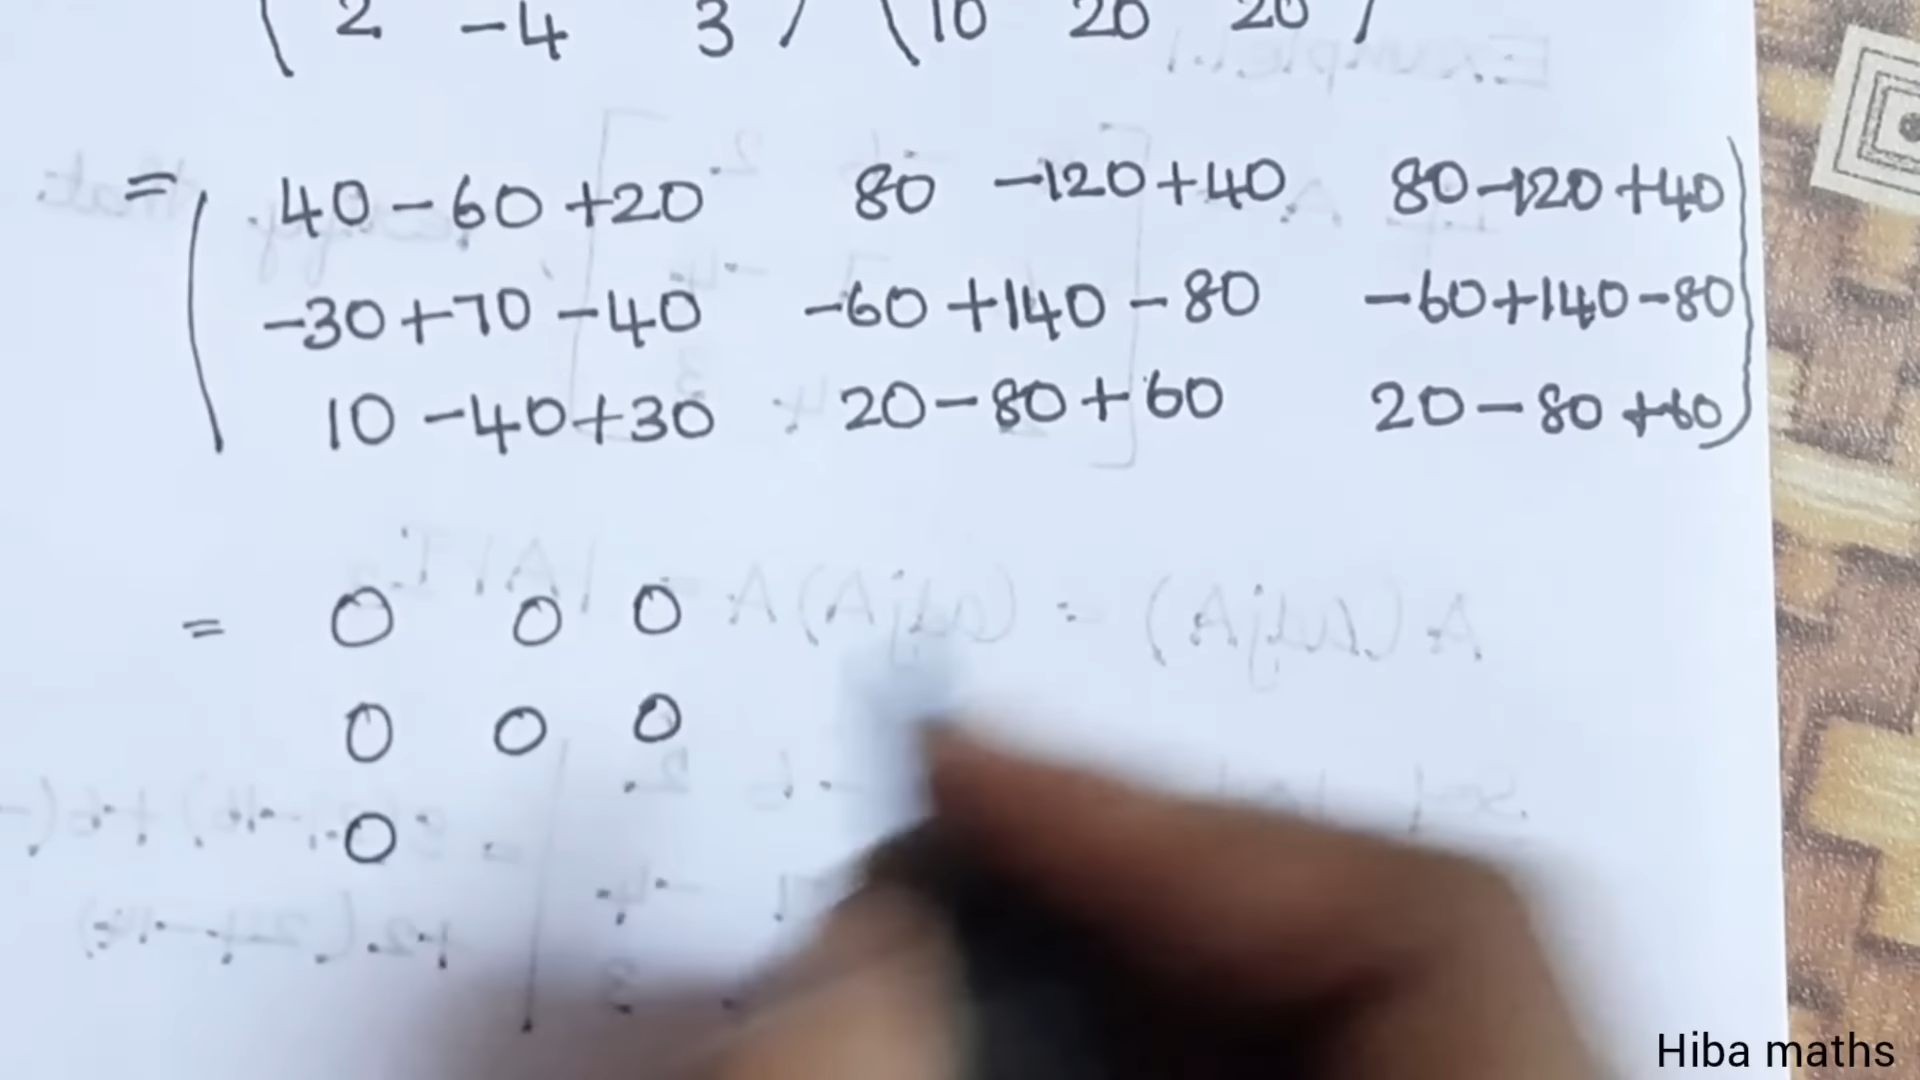 2 -4 3 ) ( 10 20 20 )
= ( 40 - 60 + 20 80 - 120 + 40 80 - 120 + 40 )
-30 + 70 - 40 -60 + 140 - 80 -60 + 140 - 80
10 - 40 + 30 20 - 80 + 60 20 - 80 + 60
= 0 0 0
0 0 0
0
Hiba maths